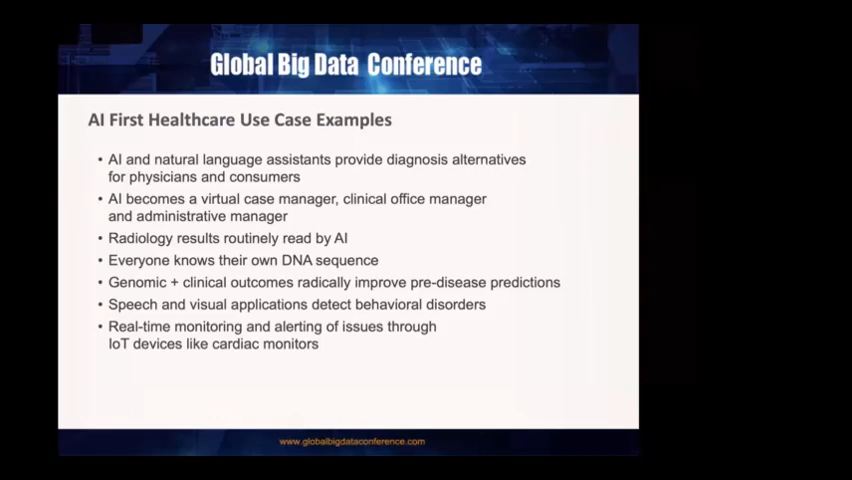 Global Big Data Conference
AI First Healthcare Use Case Examples
• AI and natural language assistants provide diagnosis alternatives
for physicians and consumers
• AI becomes a virtual case manager, clinical office manager
and administrative manager
• Radiology results routinely read by AI
• Everyone knows their own DNA sequence
• Genomic + clinical outcomes radically improve pre-disease predictions
• Speech and visual applications detect behavioral disorders
• Real-time monitoring and alerting of issues through
IoT devices like cardiac monitors
www.globalbigdataconference.com